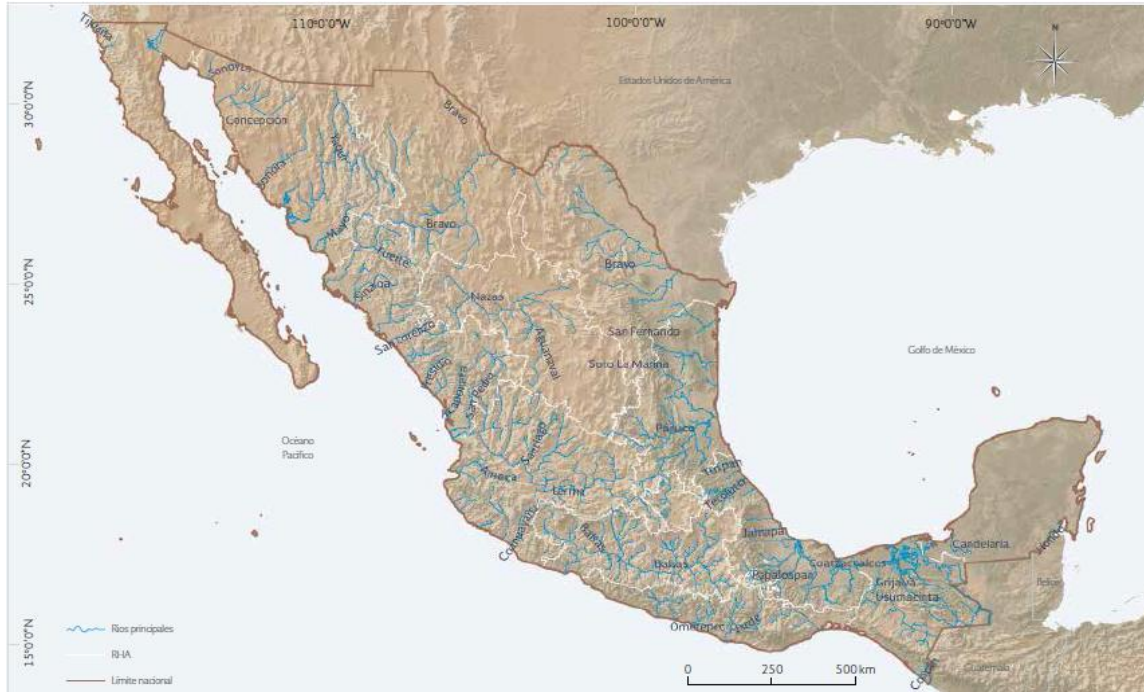 110°0'0"W
100°0'0"W
90°0'0"W
N
30°0'0"N
25°0'0"N
20°0'0"N
15°0'0"N
Tijuana
Sonoyta
Estados Unidos de América
Bravo
Concepción
Yaqui
Sonora
Mayo
Bravo
Fuerte
Bravo
Sinaloa
Nazas
San Lorenzo
Aguanaval
San Fernando
Golfo de México
Soto La Marina
Presidio
Acaponeta
San Pedro
Océano
Pacífico
Santiago
Pánuco
Ameca
Lerma
Tuxpan
Tecolutla
Coahuayana
Balsas
Jamapa
Balsas
Papaloapan
Coatzacoalcos
Candelaria
Hondo
Grijalva
Usumacinta
Belice
Ometepec
Verde
Guatemala
Ríos principales
RHA
Límite nacional
0 250 500 km